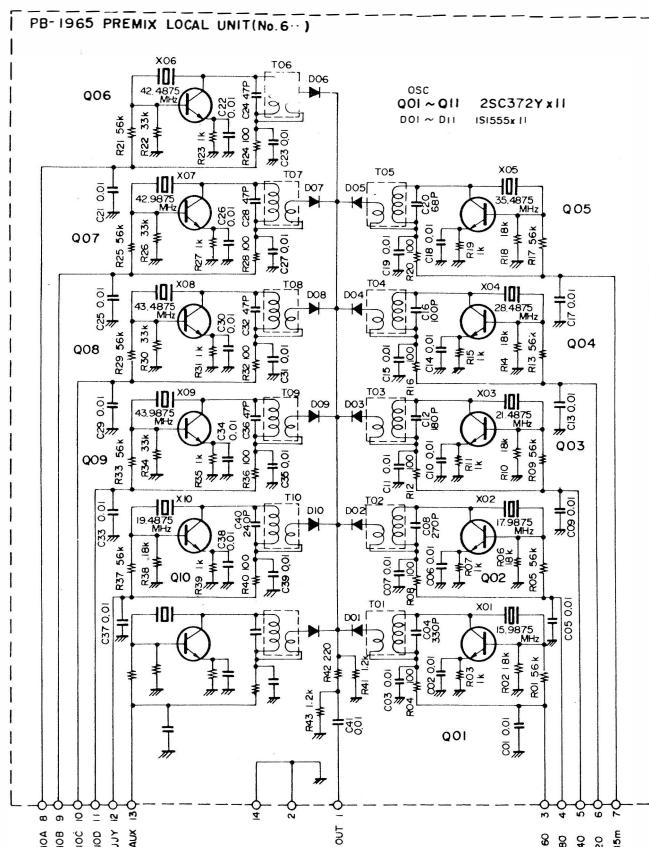 PB-1965 PREMIX LOCAL UNIT(No.6‥)
OSC
Q01 ~ Q11 2SC372Y x 11
D01 ~ D11 1S1555 x 11
Q06
X06
42.4875
MHz
C22
0.01
C24 47P
T06
D06
R21 56k
R22 33k
R23 1k
R24 100
C23 0.01
C21 0.01
Q07
X07
42.9875
MHz
C26
0.01
C28 47P
T07
D07
R25 56k
R26 33k
R27 1k
R28 100
C27 0.01
C25 0.01
Q08
X08
43.4875
MHz
C30
0.01
C32 47P
T08
D08
R29 56k
R30 33k
R31 1k
R32 100
C31 0.01
C29 0.01
Q09
X09
43.9875
MHz
C34
0.01
C36 47P
T09
D09
R33 56k
R34 33k
R35 1k
R36 100
C35 0.01
C33 0.01
Q10
X10
19.4875
MHz
C38
0.01
C40
240P
T10
D10
R37 56k
R38 18k
R39 1k
R40 100
C39 0.01
C37 0.01
D05
T05
C20
68P
X05
35.4875
MHz
Q05
C19 0.01
R20 100
C18 0.01
R19
1k
R18 18k
R17 56k
C17 0.01
D04
T04
C16
100P
X04
28.4875
MHz
Q04
C15 0.01
R16 100
C14 0.01
R15
1k
R14 18k
R13 56k
C13 0.01
D03
T03
C12
180P
X03
21.4875
MHz
Q03
C11 0.01
R12 100
C10 0.01
R11
1k
R10 18k
R09 56k
C09 0.01
D02
T02
C08
270P
X02
17.9875
MHz
Q02
C07 0.01
R08 100
C06 0.01
R07
1k
R06
18k
R05 56k
C05 0.01
D01
T01
C04
330P
X01
15.9875
MHz
Q01
C03 0.01
R04 100
C02 0.01
R03
1k
R02 18k
R01 56k
C01 0.01
R42 220
R41 1.2k
R43 1.2k
C41
0.01
10A 8
10B 9
10C 10
10D 11
JJY 12
AUX 13
14
2
OUT 1
160 3
80 4
40 5
20 6
15m 7